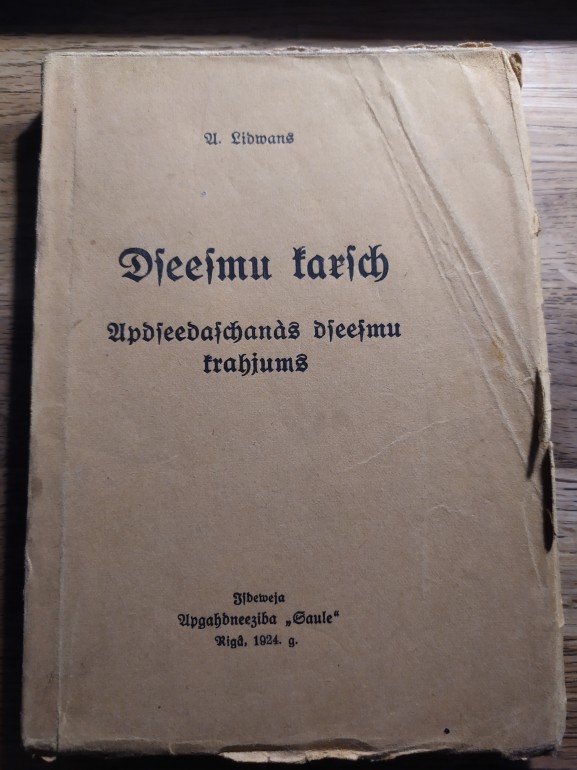 A. Lidwans
Dſeeſmu karſch
Apdſeedaſchanàs dſeeſmu
krahjums
Iſdeweja
Apgahdneeziba „Saule“
Rigâ, 1924. g.